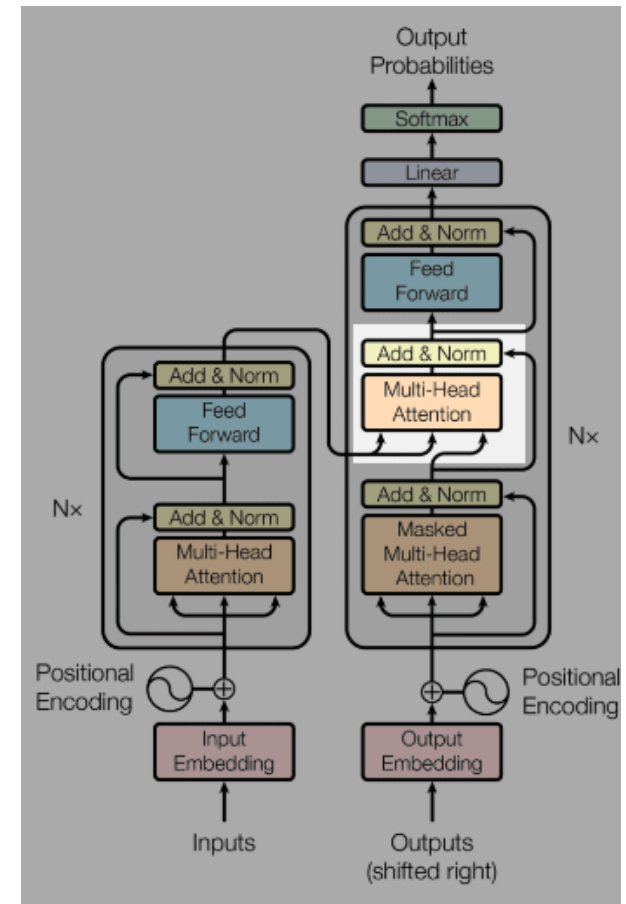 Output
Probabilities
Softmax
Linear
Add & Norm
Feed
Forward
Add & Norm
Multi-Head
Attention
Nx
Add & Norm
Masked
Multi-Head
Attention
Add & Norm
Feed
Forward
Nx
Add & Norm
Multi-Head
Attention
Positional
Encoding
Positional
Encoding
Input
Embedding
Output
Embedding
Inputs
Outputs
(shifted right)